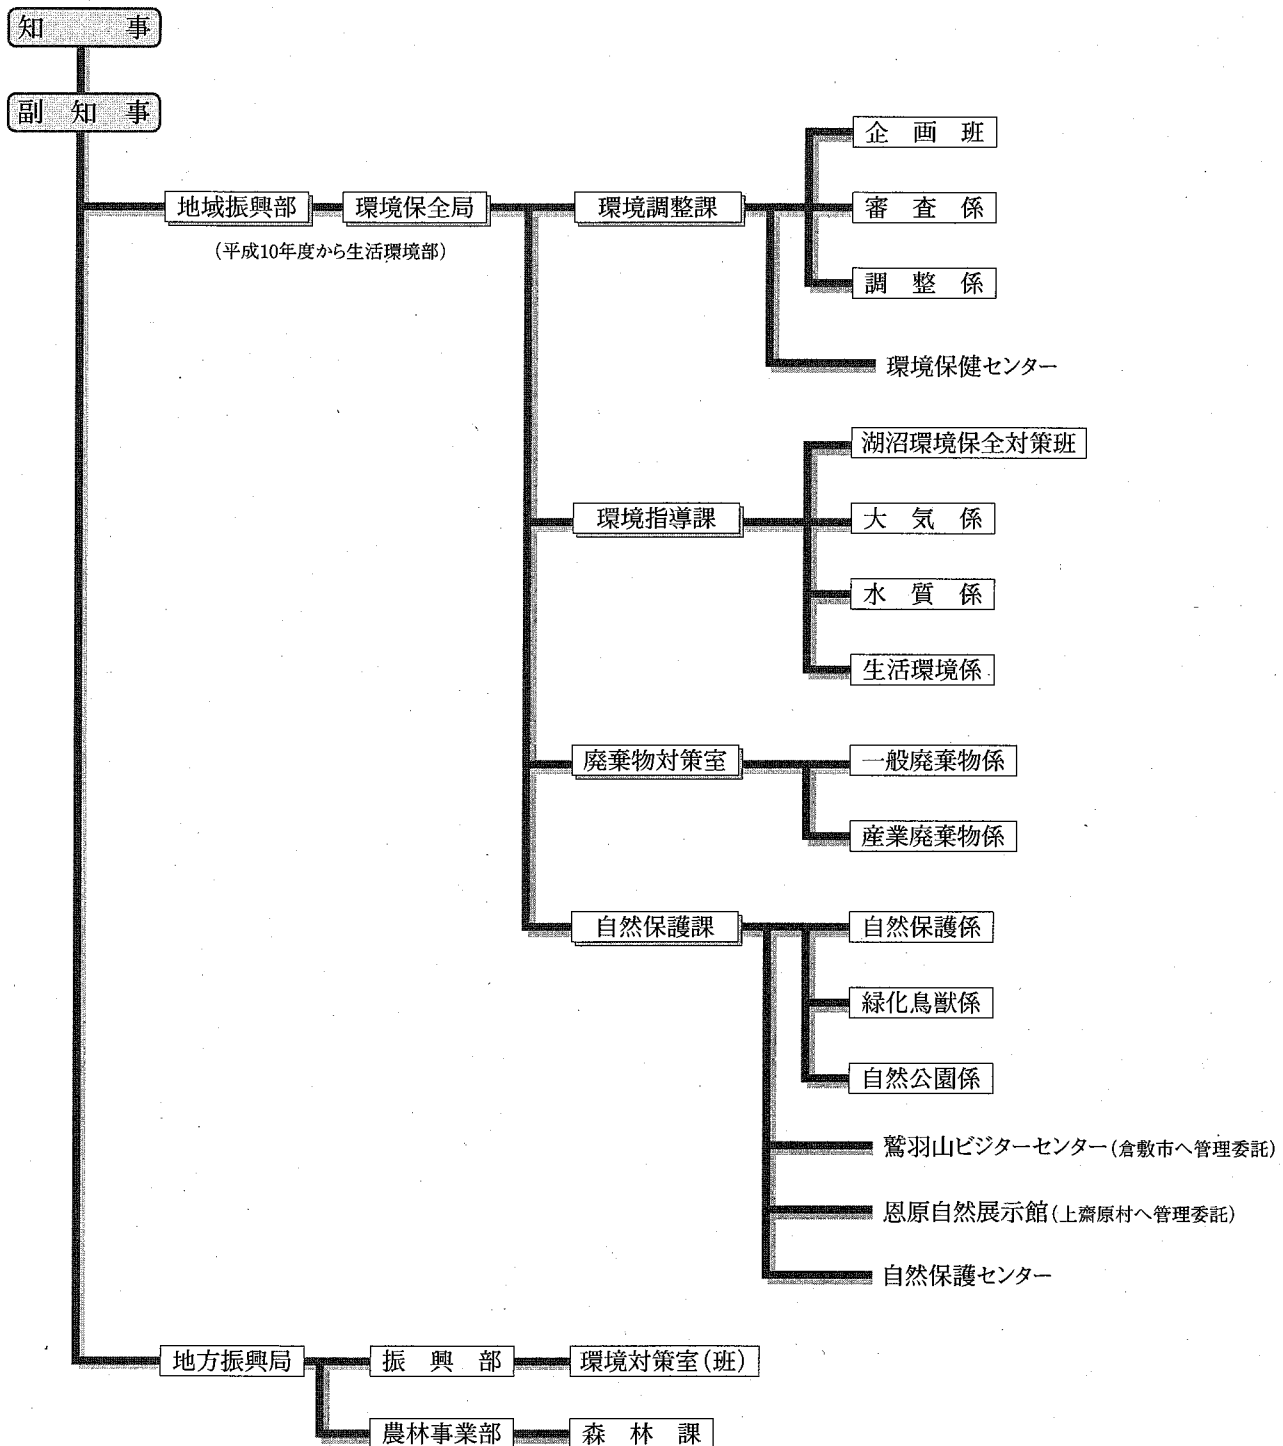 知事
副知事
地域振興部
環境保全局
(平成10年度から生活環境部)
環境調整課
企画班
審査係
調整係
環境保健センター
環境指導課
湖沼環境保全対策班
大気係
水質係
生活環境係
廃棄物対策室
一般廃棄物係
産業廃棄物係
自然保護課
自然保護係
緑化鳥獣係
自然公園係
鷲羽山ビジターセンター(倉敷市へ管理委託)
恩原自然展示館(上齋原村へ管理委託)
自然保護センター
地方振興局
振興部
環境対策室(班)
農林事業部
森林課